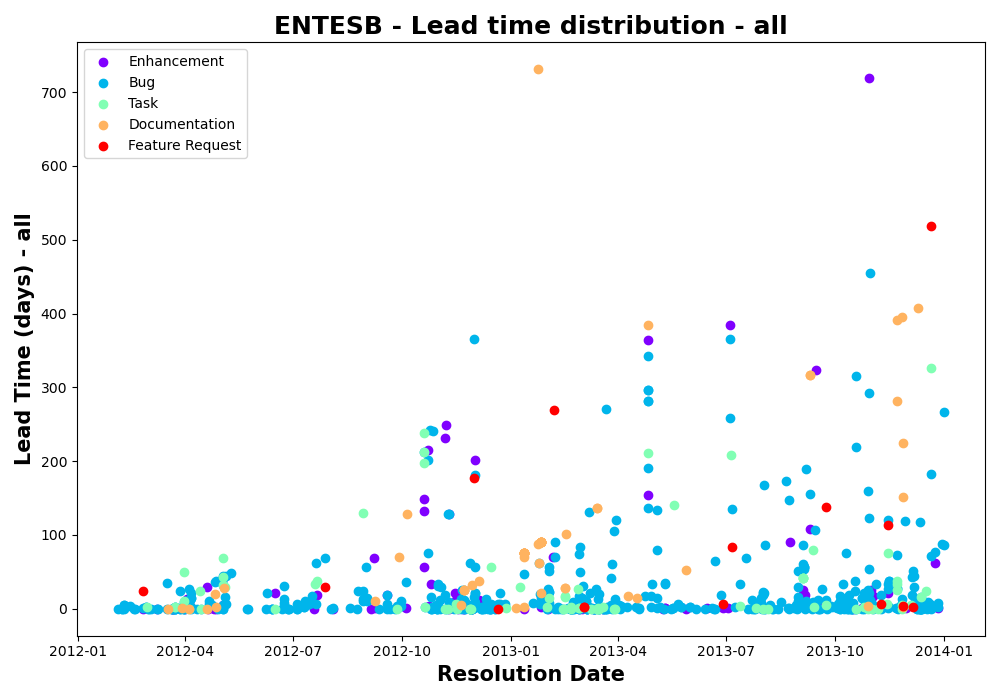 ENTESB - Lead time distribution - all
Enhancement
Bug
Task
Documentation
Feature Request
Lead Time (days) - all
700
600
500
400
300
200
100
0
2012-01 2012-04 2012-07 2012-10 2013-01 2013-04 2013-07 2013-10 2014-01
Resolution Date